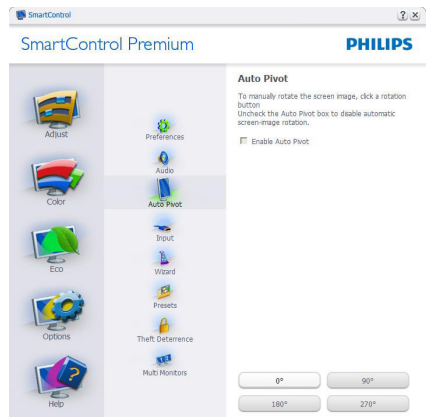 SmartControl
SmartControl Premium
PHILIPS
Adjust
Color
Eco
Options
Help
Preferences
Audio
Auto Pivot
Input
Wizard
Presets
Theft Deterrence
Multi Monitors
Auto Pivot
To manually rotate the screen image, click a rotation
button
Uncheck the Auto Pivot box to disable automatic
screen-image rotation.
Enable Auto Pivot
0°
90°
180°
270°